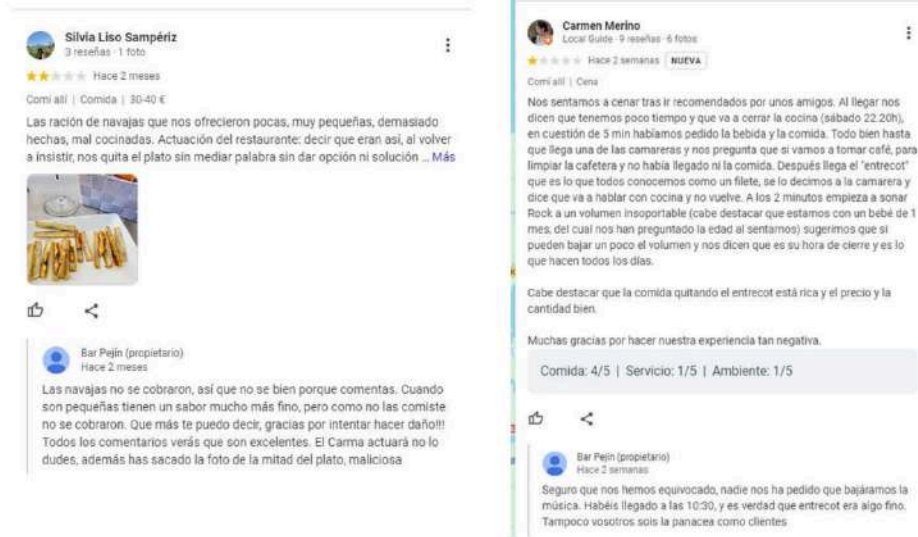 Silvia Liso Sampériz
3 reseñas · 1 foto
Hace 2 meses
Comí allí | Comida | 30-40 €
Las ración de navajas que nos ofrecieron pocas, muy pequeñas, demasiado
hechas, mal cocinadas. Actuación del restaurante: decir que eran así, al volver
a insistir, nos quita el plato sin mediar palabra sin dar opción ni solución ... Más
Bar Pejin (propietario)
Hace 2 meses
Las navajas no se cobraron, así que no se bien porque comentas. Cuando
son pequeñas tienen un sabor mucho más fino, pero como no las comiste
no se cobraron. Que más te puedo decir, gracias por intentar hacer daño!!!
Todos los comentarios verás que son excelentes. El Carma actuará no lo
dudes, además has sacado la foto de la mitad del plato, maliciosa
Carmen Merino
Local Guide · 9 reseñas · 6 fotos
Hace 2 semanas NUEVA
Comí allí | Cena
Nos sentamos a cenar tras ir recomendados por unos amigos. Al llegar nos
dicen que tenemos poco tiempo y que va a cerrar la cocina (sábado 22.20h),
en cuestión de 5 min habíamos pedido la bebida y la comida. Todo bien hasta
que llega una de las camareras y nos pregunta que si vamos a tomar café, para
limpiar la cafetera y no había llegado ni la comida. Después llega el "entrecot"
que es lo que todos conocemos como un filete, se lo decimos a la camarera y
dice que va a hablar con cocina y no vuelve. A los 2 minutos empieza a sonar
Rock a un volumen insoportable (cabe destacar que estamos con un bebé de 1
mes, del cual nos han preguntado la edad al sentarnos) sugerimos que si
pueden bajar un poco el volumen y nos dicen que es su hora de cierre y es lo
que hacen todos los días.
Cabe destacar que la comida quitando el entrecot está rica y el precio y la
cantidad bien.
Muchas gracias por hacer nuestra experiencia tan negativa.
Comida: 4/5 | Servicio: 1/5 | Ambiente: 1/5
Bar Pejin (propietario)
Hace 2 semanas
Seguro que nos hemos equivocado, nadie nos ha pedido que bajáramos la
música. Habéis llegado a las 10:30, y es verdad que entrecot era algo fino.
Tampoco vosotros sois la panacea como clientes